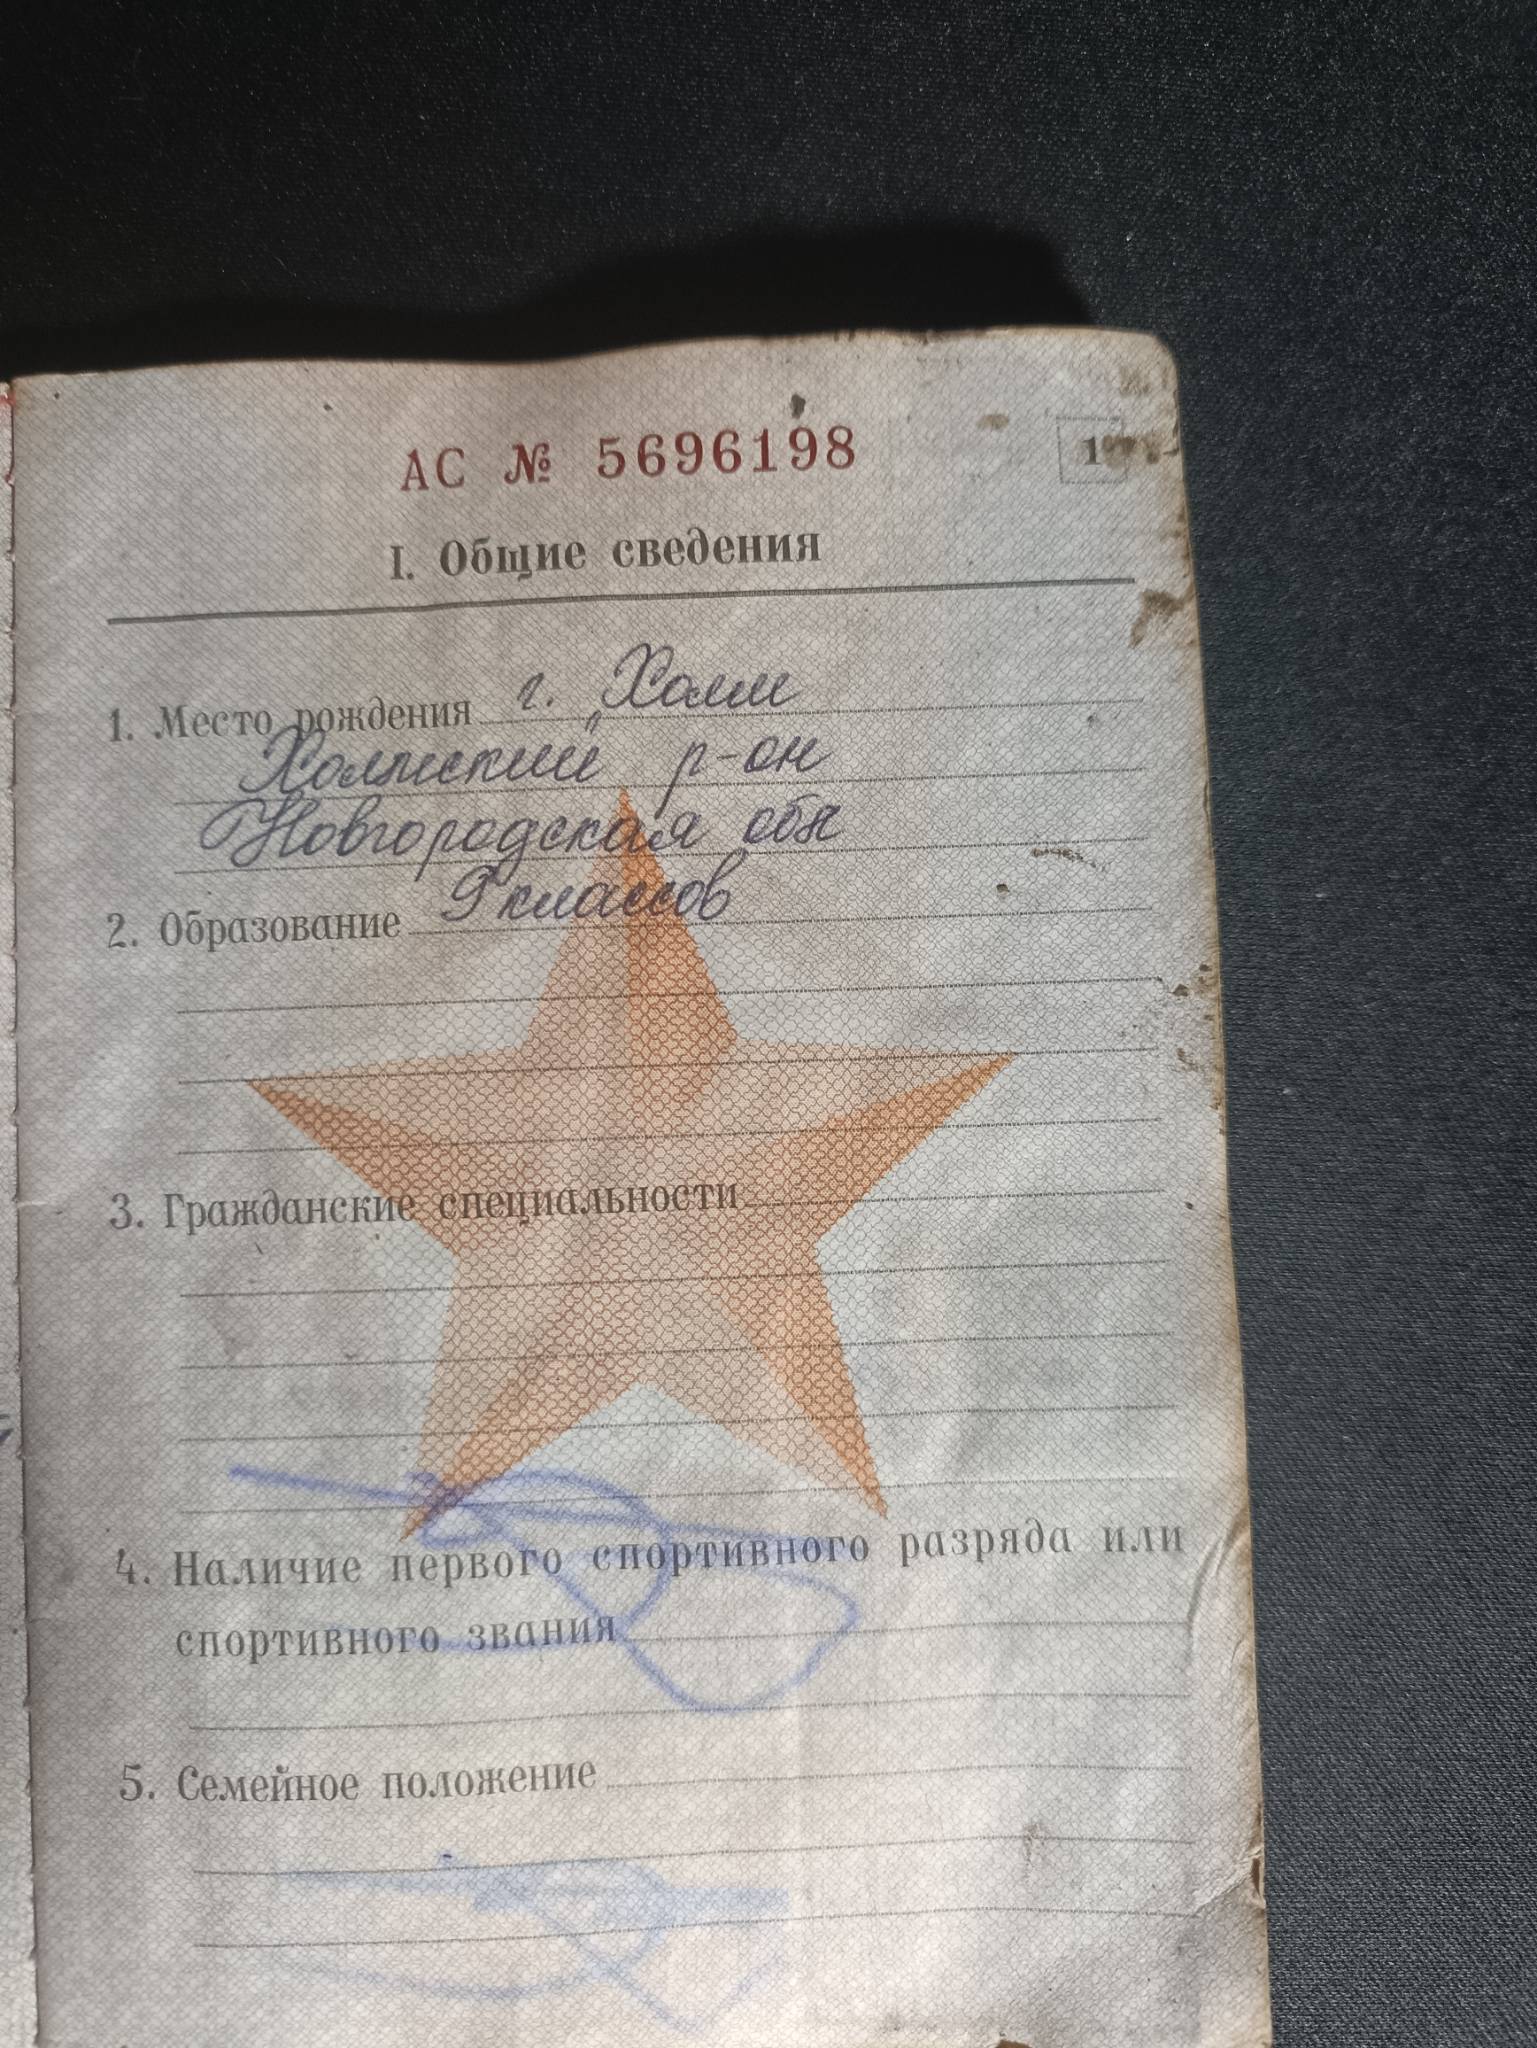 АС № 5696198
1
I. Общие сведения
1. Место рождения г. Холм
Холмский р-он
Новгородская обл
2. Образование 9 классов
3. Гражданские специальности
4. Наличие первого спортивного разряда или
спортивного звания
5. Семейное положение